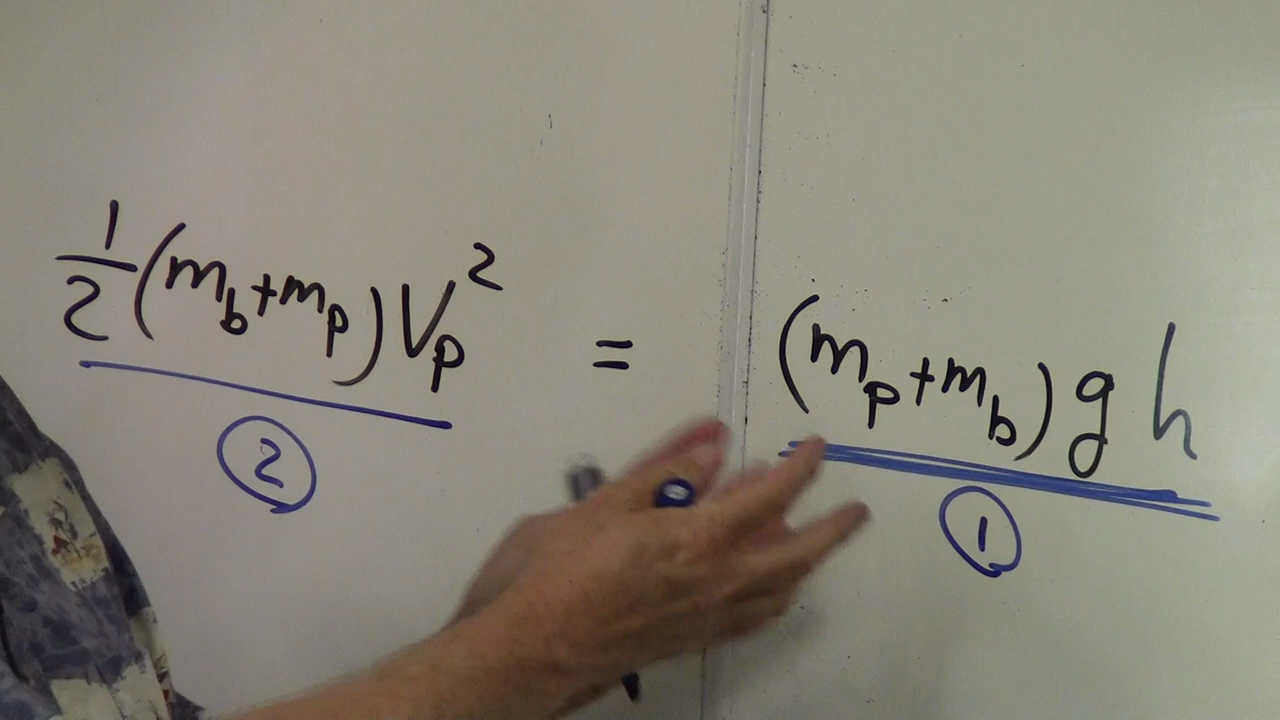 1/2 (m_b + m_p) V_p^2 = (m_p + m_b) g h
2 1